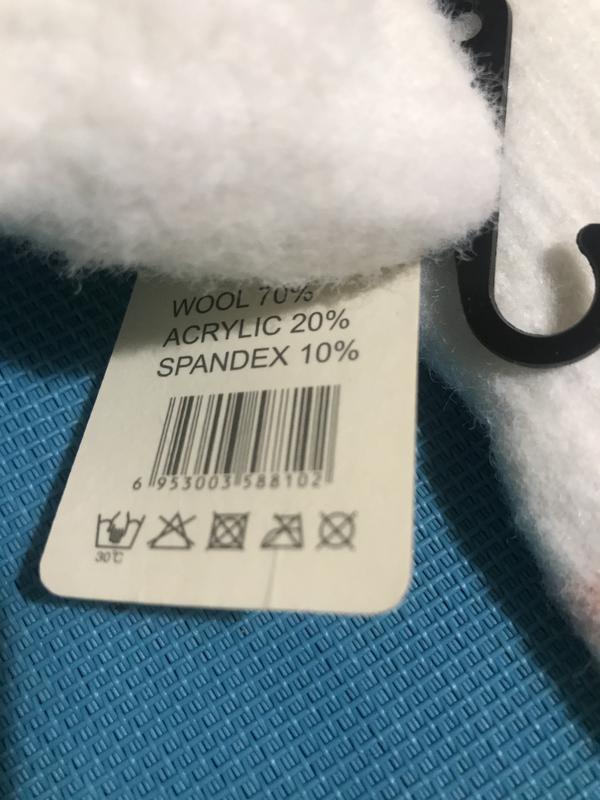 WOOL 70%
ACRYLIC 20%
SPANDEX 10%
6 953003 588102
30℃